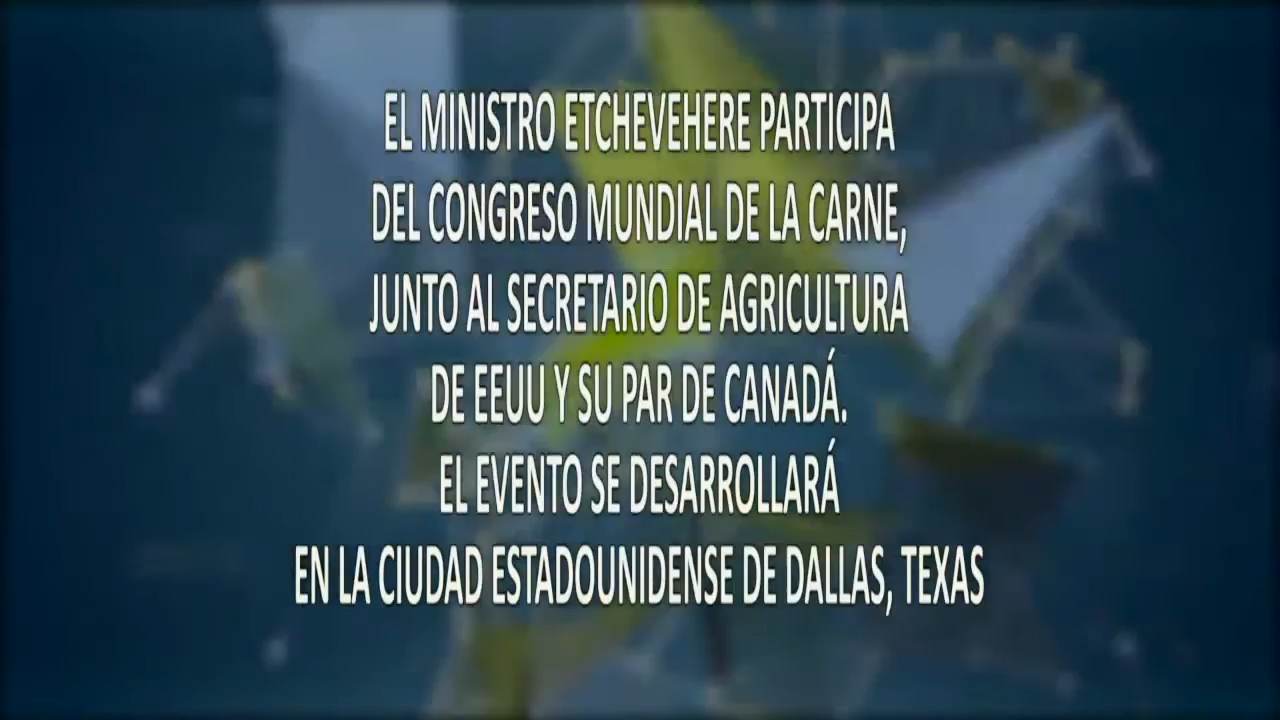 EL MINISTRO ETCHEVEHERE PARTICIPA
DEL CONGRESO MUNDIAL DE LA CARNE,
JUNTO AL SECRETARIO DE AGRICULTURA
DE EEUU Y SU PAR DE CANADÁ.
EL EVENTO SE DESARROLLARÁ
EN LA CIUDAD ESTADOUNIDENSE DE DALLAS, TEXAS